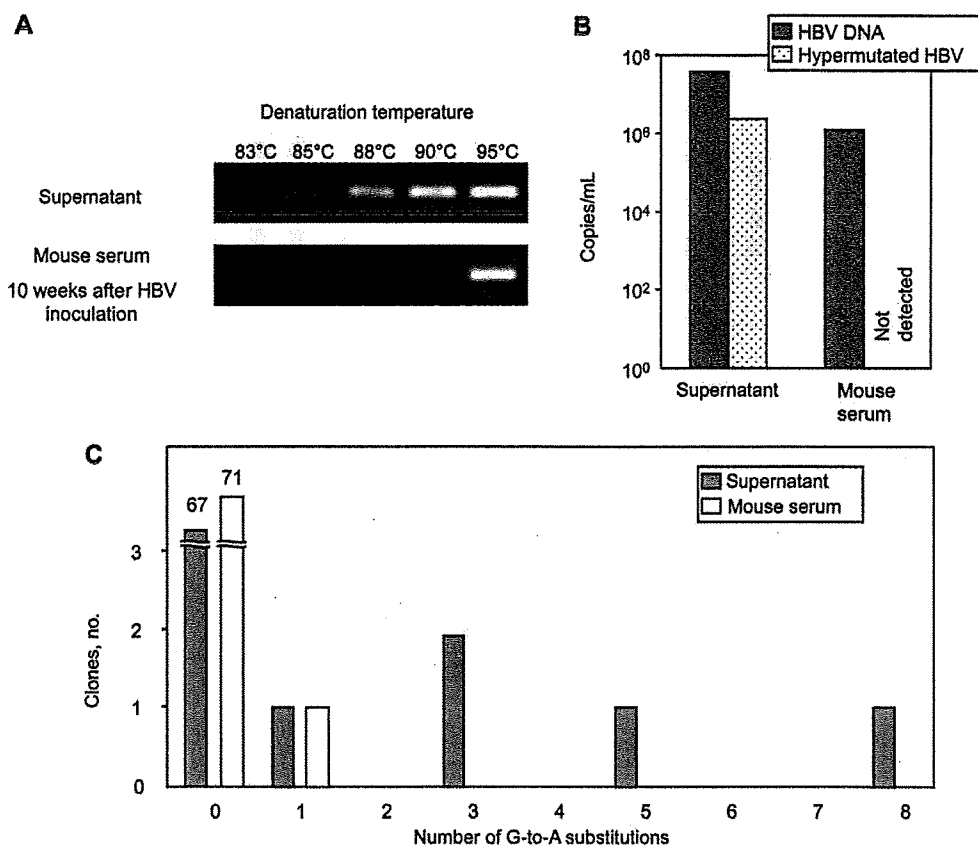 A
Denaturation temperature
83°C 85°C 88°C 90°C 95°C
Supernatant
Mouse serum
10 weeks after HBV
inoculation
B
HBV DNA
Hypermutated HBV
10⁸
10⁶
10⁴
10²
10⁰
Copies/mL
Not
detected
Supernatant
Mouse
serum
C
67
71
Supernatant
Mouse serum
3
2
1
0
Clones, no.
0 1 2 3 4 5 6 7 8
Number of G-to-A substitutions